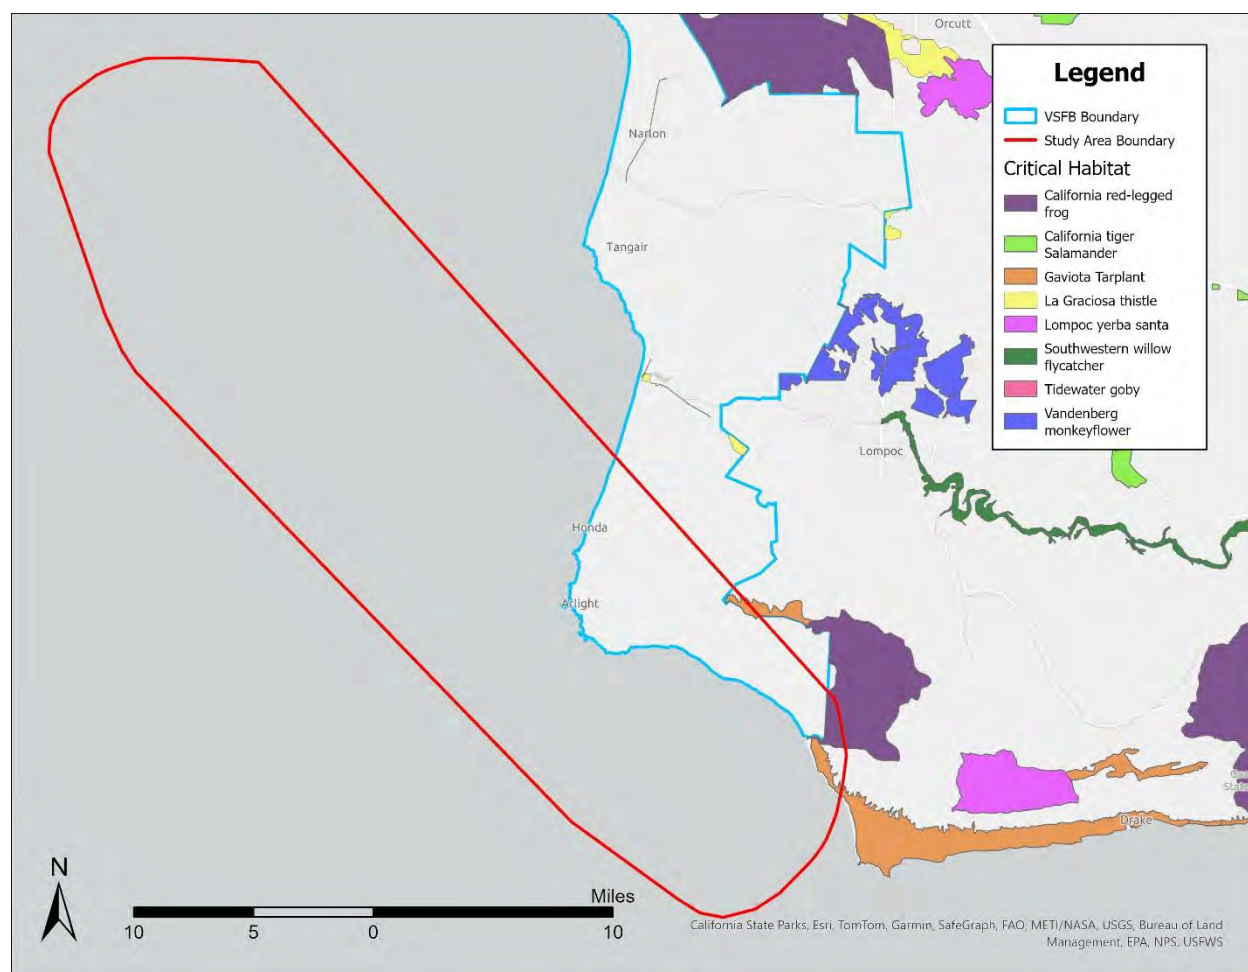 Orcutt
Legend
VSFB Boundary
Study Area Boundary
Critical Habitat
California red-legged
frog
California tiger
Salamander
Gaviota Tarplant
La Graciosa thistle
Lompoc yerba santa
Southwestern willow
flycatcher
Tidewater goby
Vandenberg
monkeyflower
Narlon
Tangair
Lompoc
Honda
Arlight
Drake
N
Miles
10 5 0 10
California State Parks, Esri, TomTom, Garmin, SafeGraph, FAO, METI/NASA, USGS, Bureau of Land
Management, EPA, NPS, USFWS